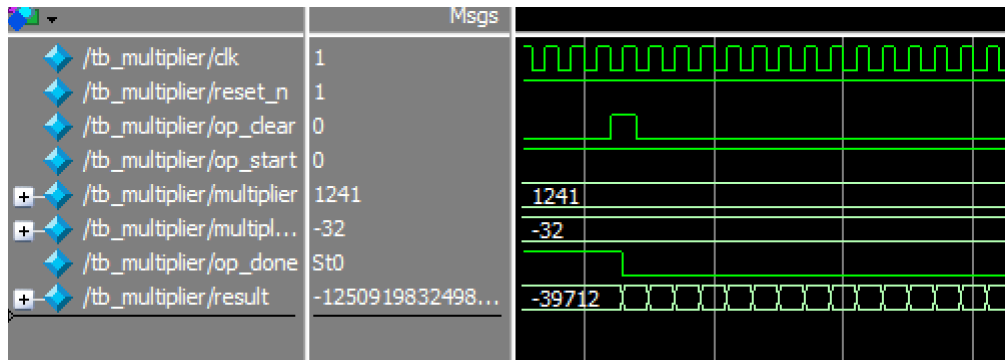 Msgs
/tb_multiplier/clk 1
/tb_multiplier/reset_n 1
/tb_multiplier/op_clear 0
/tb_multiplier/op_start 0
/tb_multiplier/multiplier 1241 1241
/tb_multiplier/multipl... -32 -32
/tb_multiplier/op_done St0
/tb_multiplier/result -1250919832498... -39712